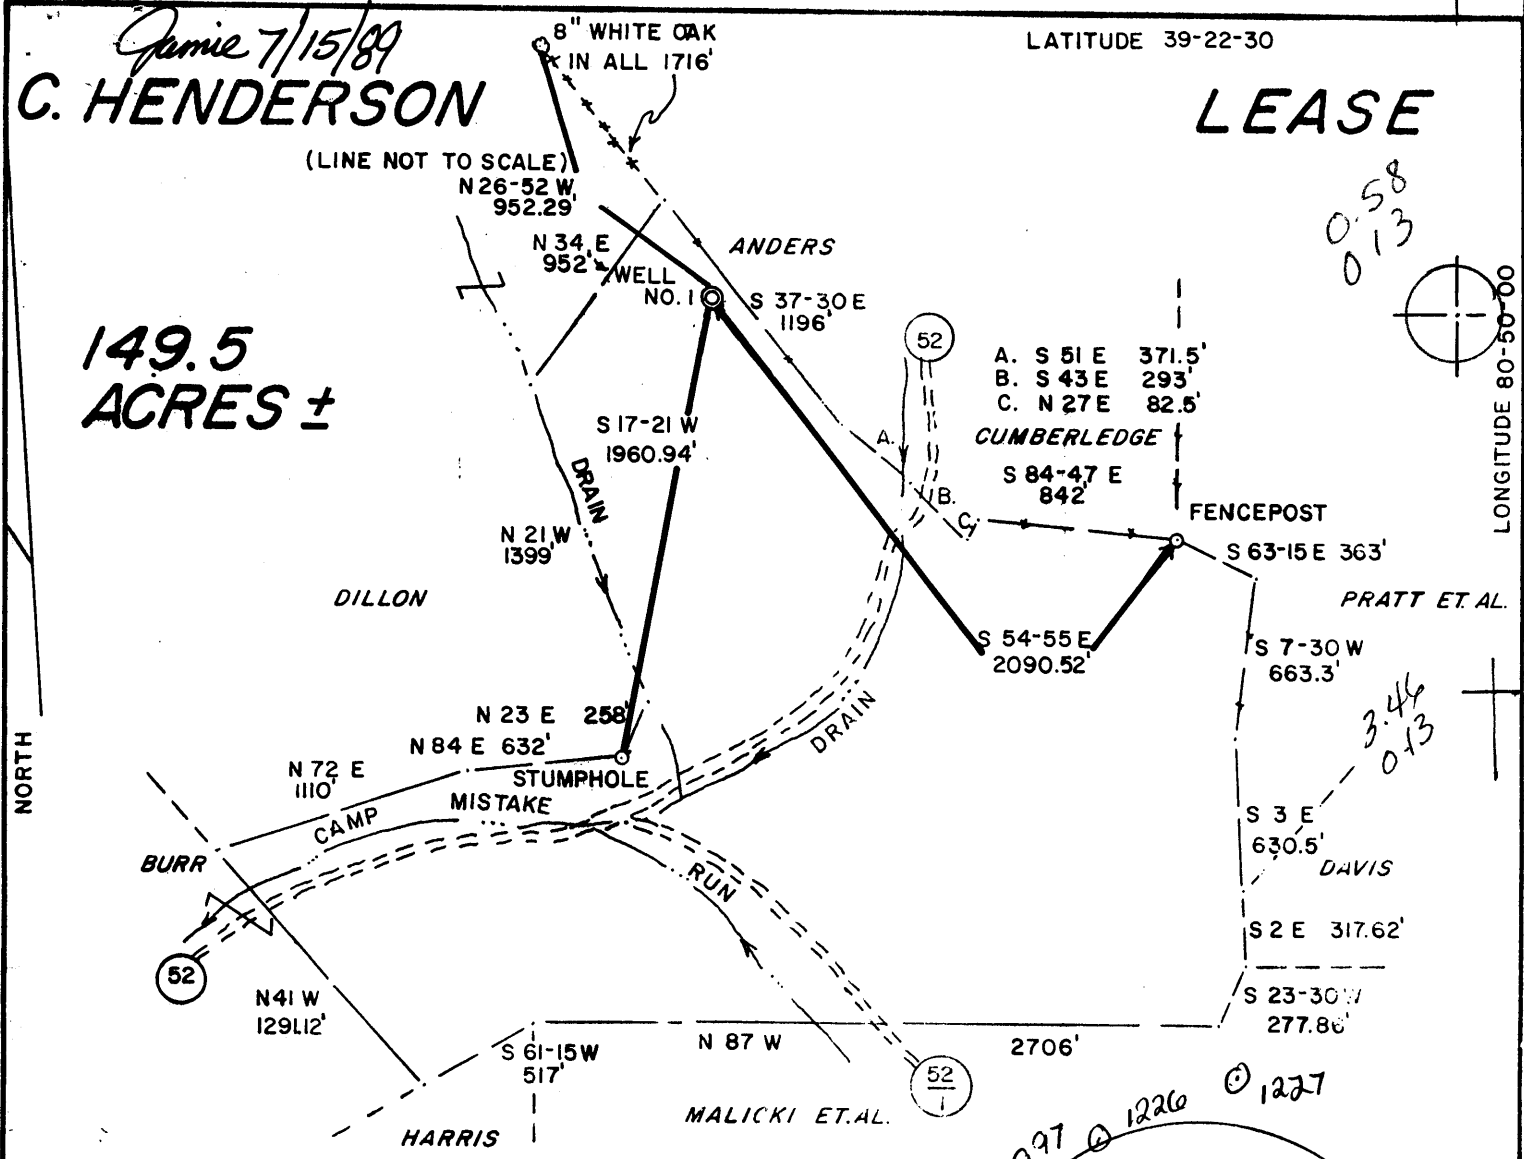 Jamie 7/15/89
8" WHITE OAK
IN ALL 1716'
LATITUDE 39-22-30
C. HENDERSON
LEASE
(LINE NOT TO SCALE)
N 26-52 W
952.29'
0.58
0 13
N 34 E
952'
ANDERS
WELL
NO. 1
S 37-30 E
1196'
LONGITUDE 80-50-00
149.5
ACRES ±
52
A. S 51 E 371.5'
B. S 43 E 293'
C. N 27 E 82.5'
CUMBERLEDGE
S 17-21 W
1960.94'
A.
S 84-47 E
842'
DRAIN
B.
C.
FENCEPOST
N 21 W
1399'
S 63-15 E 363'
DILLON
PRATT ET. AL.
S 54-55 E
2090.52'
S 7-30 W
663.3'
N 23 E 258'
N 84 E 632'
DRAIN
3.46
0.13
NORTH
N 72 E
1110'
STUMPHOLE
CAMP
MISTAKE
RUN
S 3 E
630.5'
BURR
DAVIS
S 2 E 317.62'
52
N 41 W
1291.12'
S 23-30 W
277.86'
S 61-15 W
517'
N 87 W
2706'
52
1
1227
1226
MALICKI ET. AL.
HARRIS